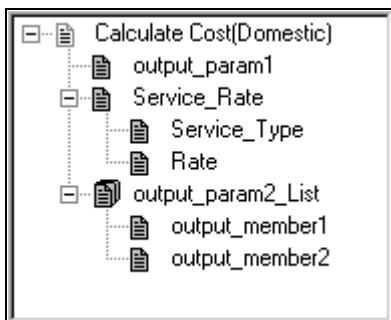 Calculate Cost(Domestic)
output_param1
Service_Rate
Service_Type
Rate
output_param2_List
output_member1
output_member2